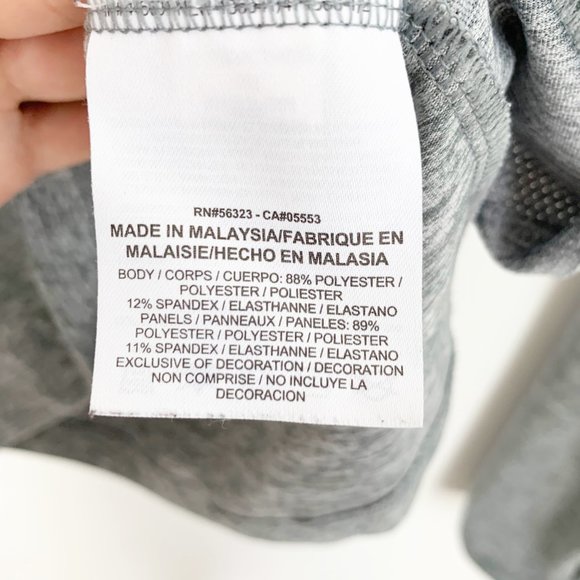 RN#56323 - CA#05553
MADE IN MALAYSIA/FABRIQUE EN
MALAISIE/HECHO EN MALASIA
BODY / CORPS / CUERPO: 88% POLYESTER /
POLYESTER / POLIESTER
12% SPANDEX / ELASTHANNE / ELASTANO
PANELS / PANNEAUX / PANELES: 89%
POLYESTER / POLYESTER / POLIESTER
11% SPANDEX / ELASTHANNE / ELASTANO
EXCLUSIVE OF DECORATION / DECORATION
NON COMPRISE / NO INCLUYE LA
DECORACION